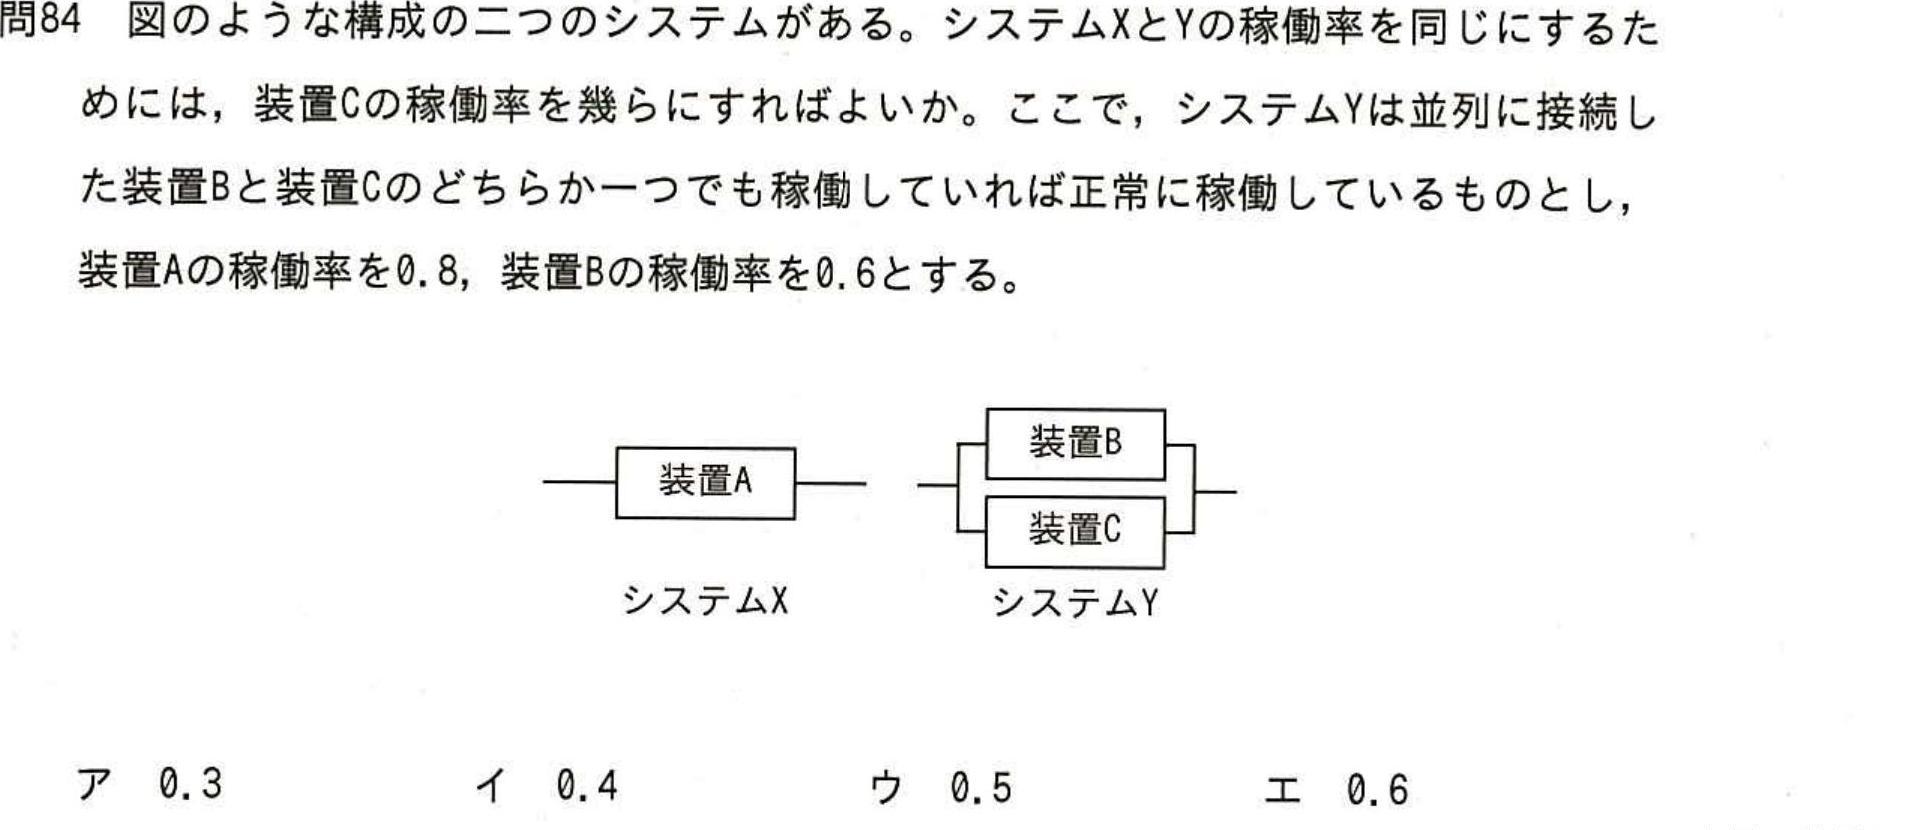 問84 図のような構成の二つのシステムがある。システムXとYの稼働率を同じにするた
めには，装置Cの稼働率を幾らにすればよいか。ここで，システムYは並列に接続し
た装置Bと装置Cのどちらか一つでも稼働していれば正常に稼働しているものとし，
装置Aの稼働率を0.8，装置Bの稼働率を0.6とする。
装置A
装置B
装置C
システムX
システムY
ア 0.3 イ 0.4 ウ 0.5 エ 0.6